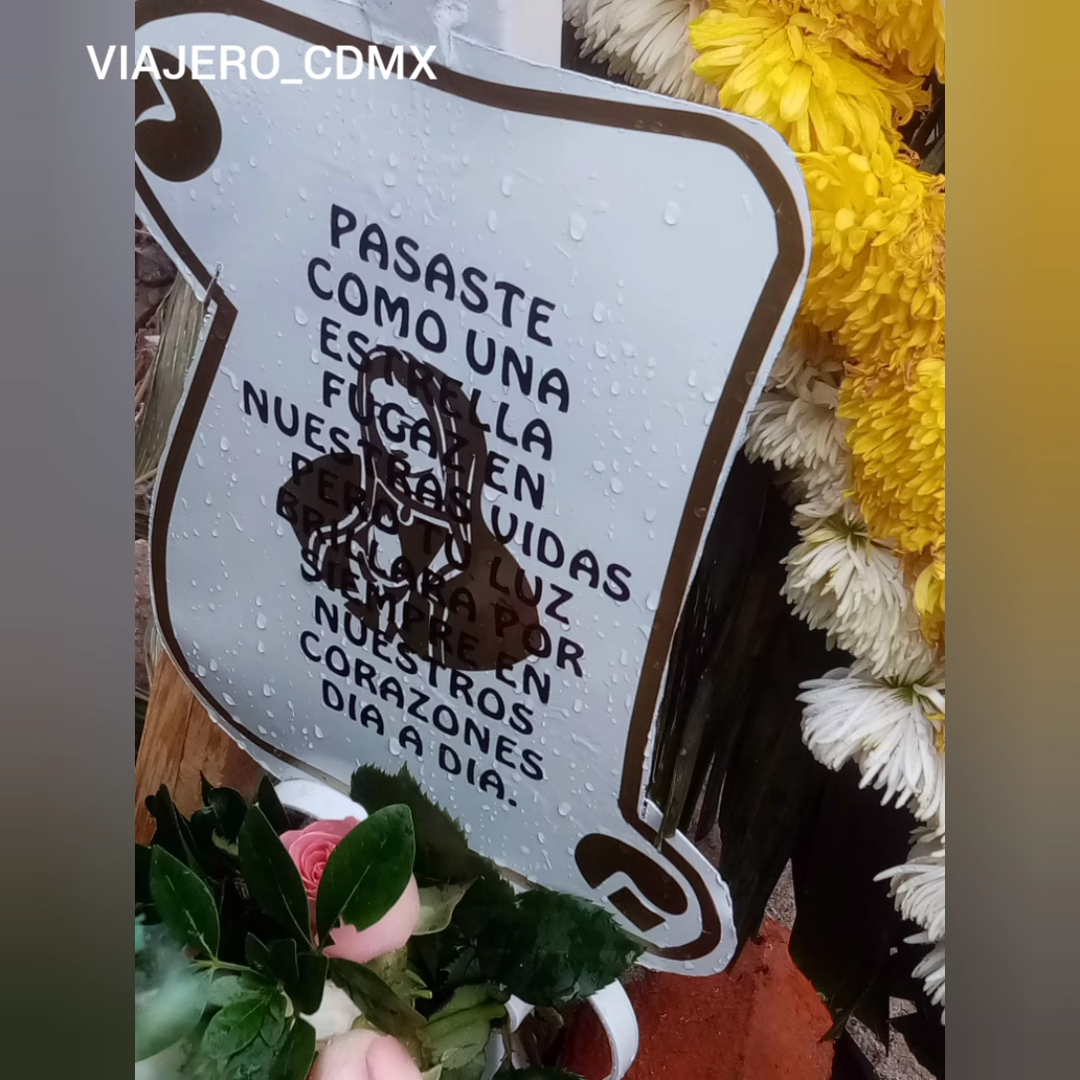 VIAJERO_CDMX
PASASTE
COMO UNA
ESTRELLA
FUGAZ EN
NUESTRAS VIDAS
PERO TU LUZ
BRILLARA POR
SIEMPRE EN
NUESTROS
CORAZONES
DIA A DIA.